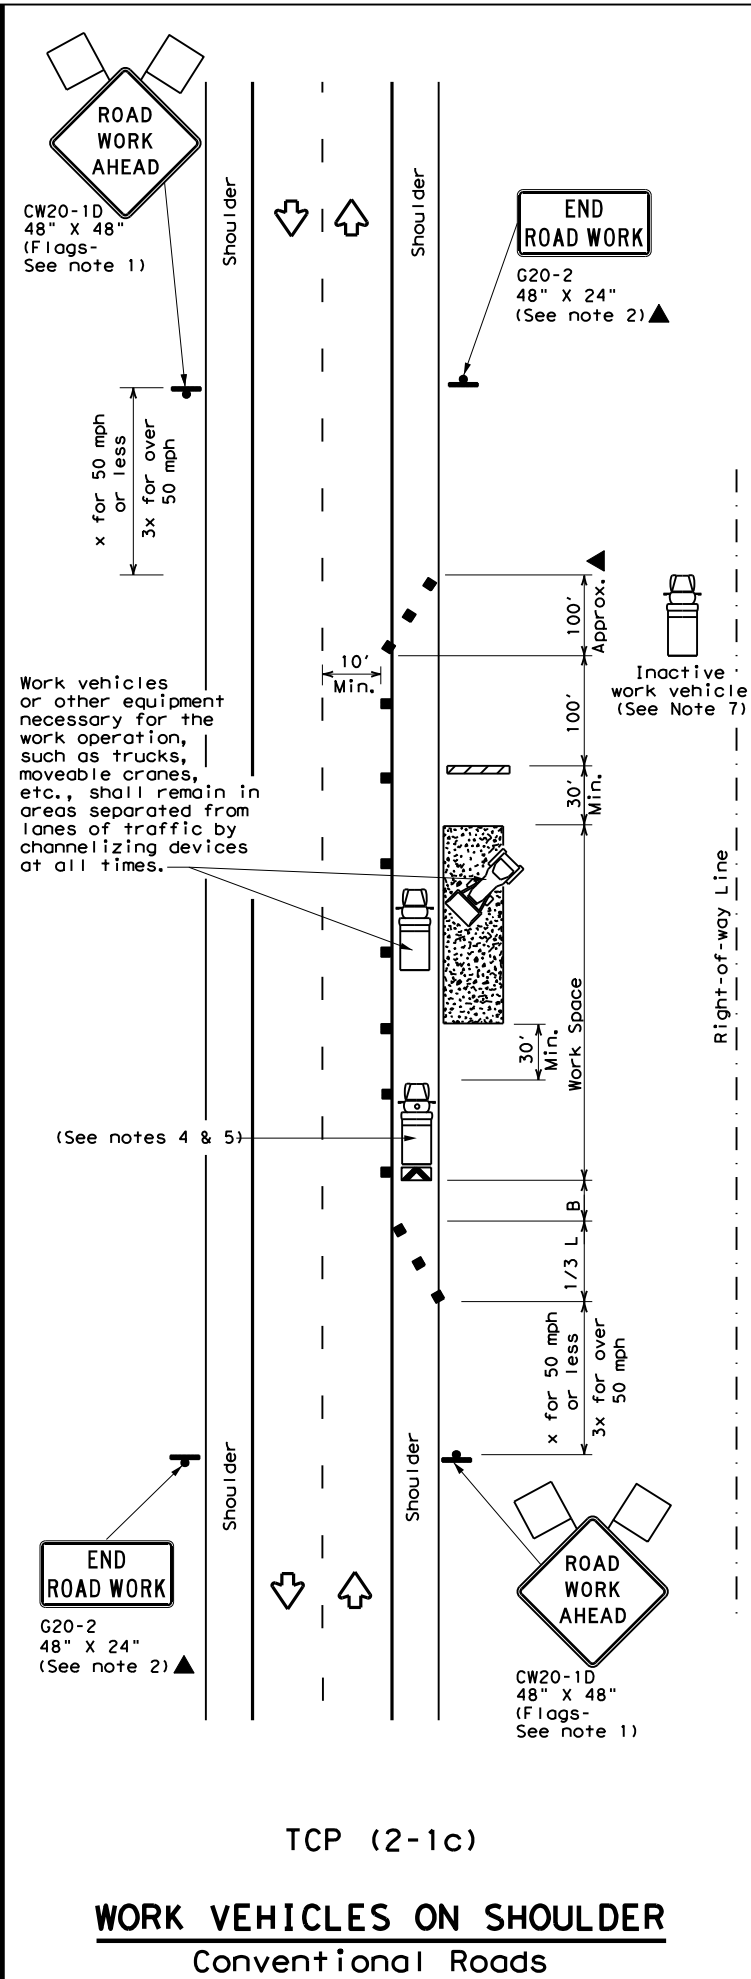 ROAD
WORK
AHEAD
CW20-1D
48" X 48"
(Flags-
See note 1)
Shoulder
Shoulder
END
ROAD WORK
G20-2
48" X 24"
(See note 2)
x for 50 mph
or less
3x for over
50 mph
100'
Approx.
Inactive
work vehicle
(See Note 7)
10'
Min.
100'
30'
Min.
Work vehicles
or other equipment
necessary for the
work operation,
such as trucks,
moveable cranes,
etc., shall remain in
areas separated from
lanes of traffic by
channelizing devices
at all times.
Right-of-way Line
30'
Min.
Work Space
(See notes 4 & 5)
B
1/3 L
x for 50 mph
or less
3x for over
50 mph
Shoulder
Shoulder
END
ROAD WORK
G20-2
48" X 24"
(See note 2)
ROAD
WORK
AHEAD
CW20-1D
48" X 48"
(Flags-
See note 1)
TCP (2-1c)
WORK VEHICLES ON SHOULDER
Conventional Roads